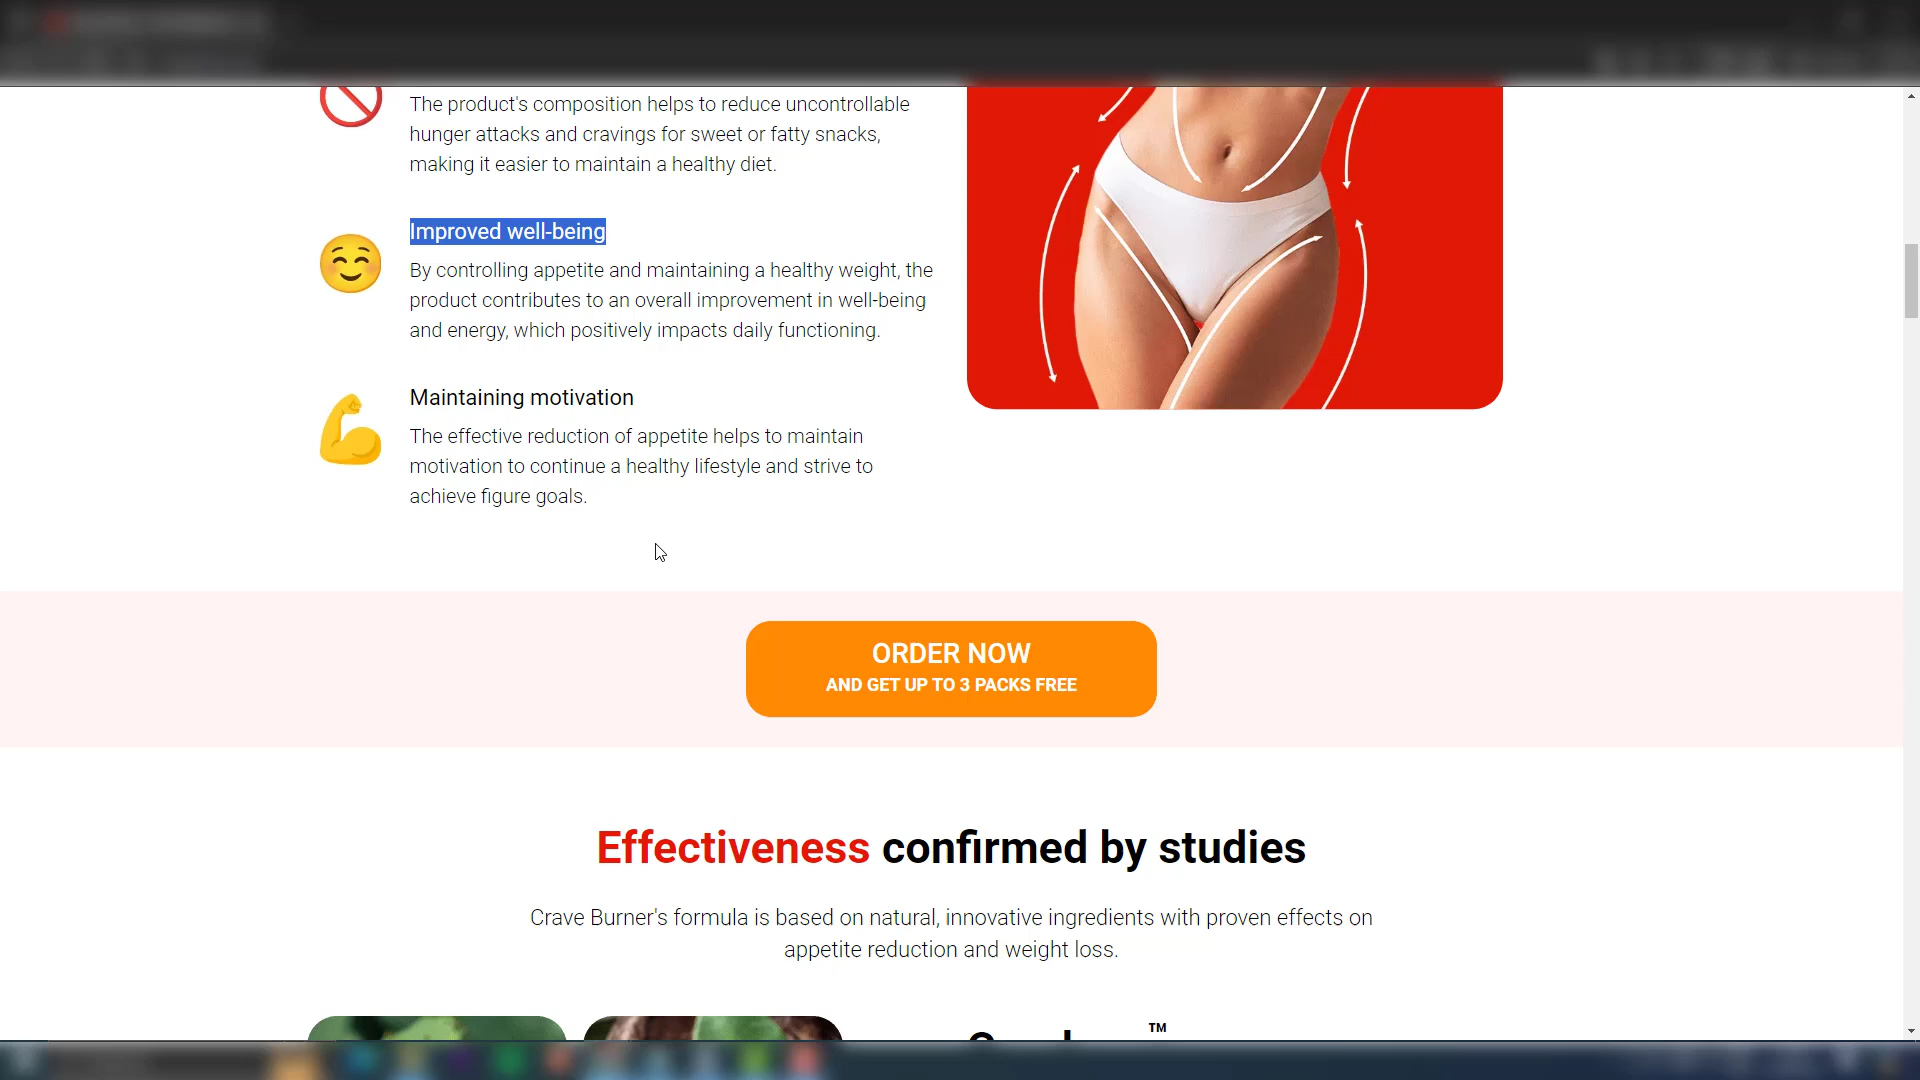 The product's composition helps to reduce uncontrollable
hunger attacks and cravings for sweet or fatty snacks,
making it easier to maintain a healthy diet.
Improved well-being
By controlling appetite and maintaining a healthy weight, the
product contributes to an overall improvement in well-being
and energy, which positively impacts daily functioning.
Maintaining motivation
The effective reduction of appetite helps to maintain
motivation to continue a healthy lifestyle and strive to
achieve figure goals.
ORDER NOW
AND GET UP TO 3 PACKS FREE
Effectiveness confirmed by studies
Crave Burner's formula is based on natural, innovative ingredients with proven effects on
appetite reduction and weight loss.
™